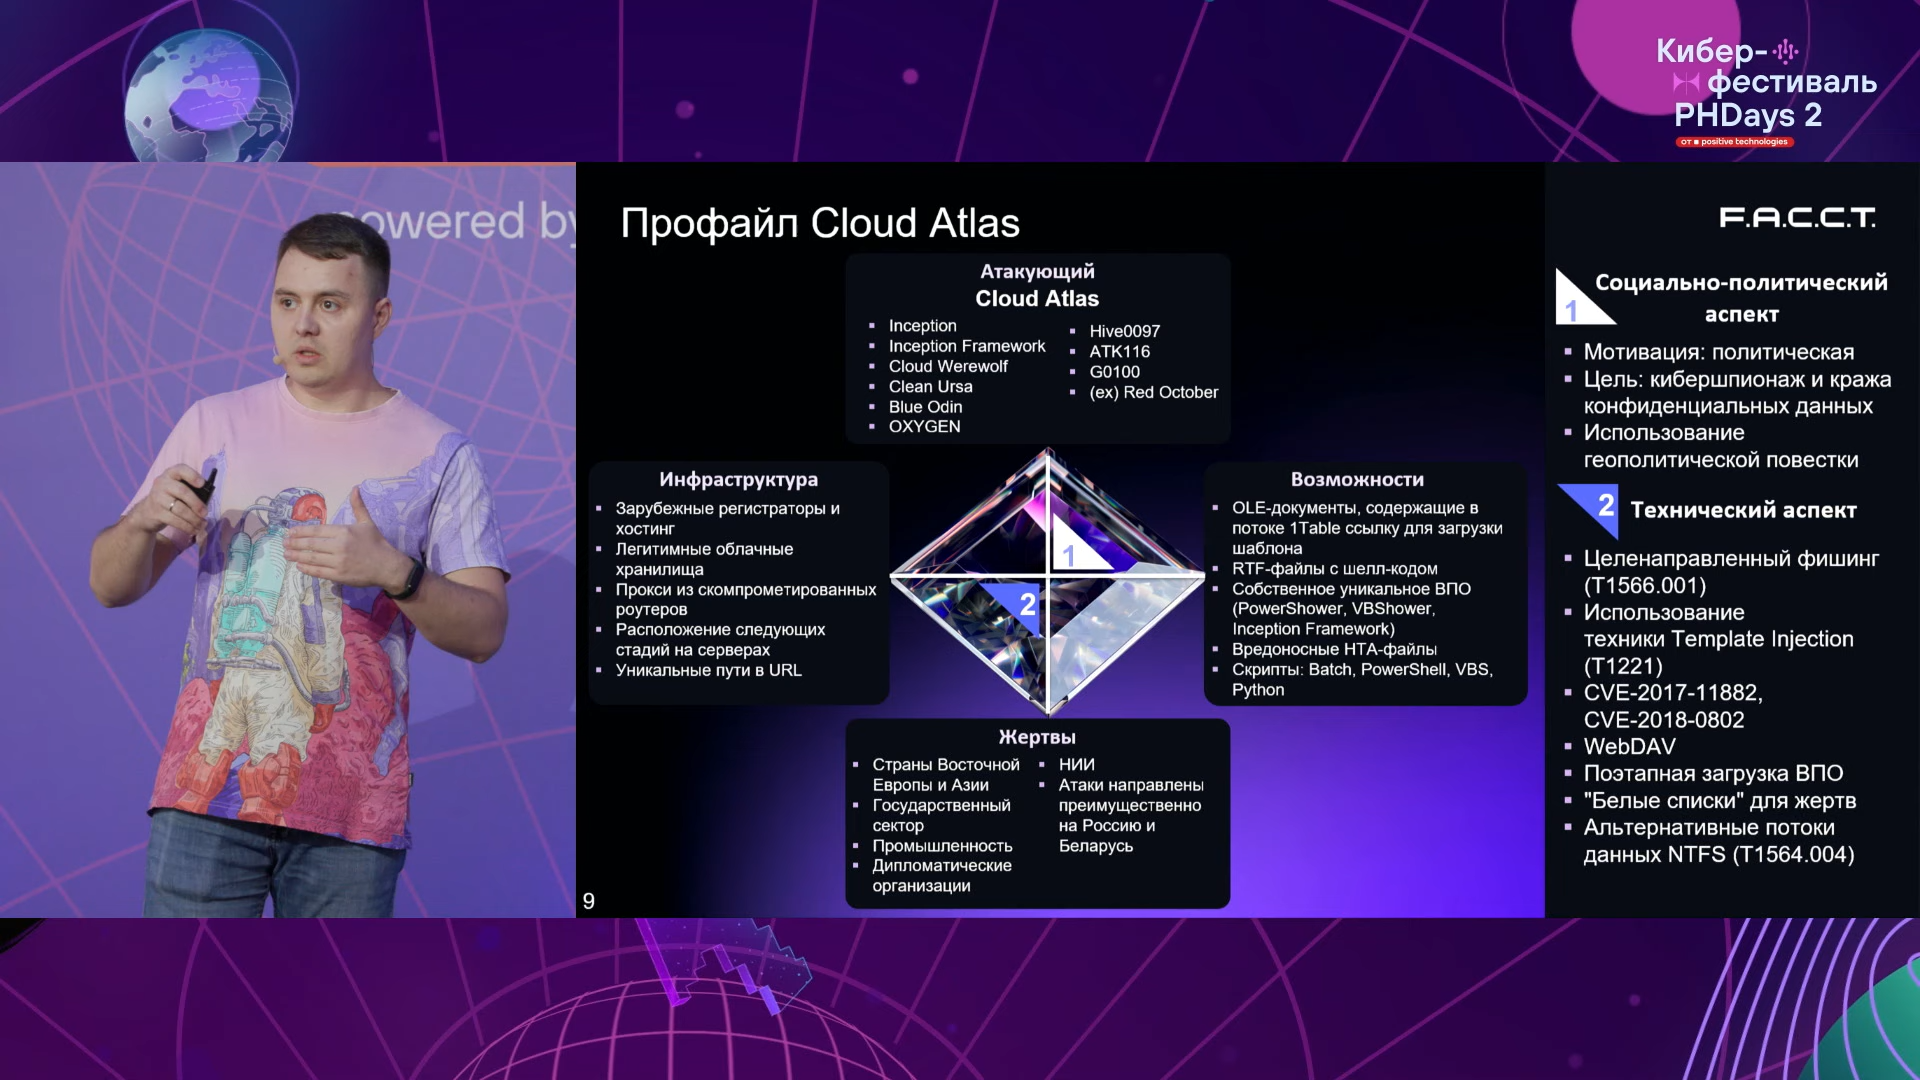 Кибер-
фестиваль
PHDays 2
от positive technologies
powered by
Профайл Cloud Atlas
Атакующий
Cloud Atlas
Inception
Inception Framework
Cloud Werewolf
Clean Ursa
Blue Odin
OXYGEN
Hive0097
ATK116
G0100
(ex) Red October
Инфраструктура
Зарубежные регистраторы и
хостинг
Легитимные облачные
хранилища
Прокси из скомпрометированных
роутеров
Расположение следующих
стадий на серверах
Уникальные пути в URL
1
2
Возможности
OLE-документы, содержащие в
потоке 1Table ссылку для загрузки
шаблона
RTF-файлы с шелл-кодом
Собственное уникальное ВПО
(PowerShower, VBShower,
Inception Framework)
Вредоносные HTA-файлы
Скрипты: Batch, PowerShell, VBS,
Python
Жертвы
Страны Восточной
Европы и Азии
Государственный
сектор
Промышленность
Дипломатические
организации
НИИ
Атаки направлены
преимущественно
на Россию и
Беларусь
9
F.A.C.C.T.
1
Социально-политический
аспект
Мотивация: политическая
Цель: кибершпионаж и кража
конфиденциальных данных
Использование
геополитической повестки
2
Технический аспект
Целенаправленный фишинг
(T1566.001)
Использование
техники Template Injection
(T1221)
CVE-2017-11882,
CVE-2018-0802
WebDAV
Поэтапная загрузка ВПО
"Белые списки" для жертв
Альтернативные потоки
данных NTFS (T1564.004)